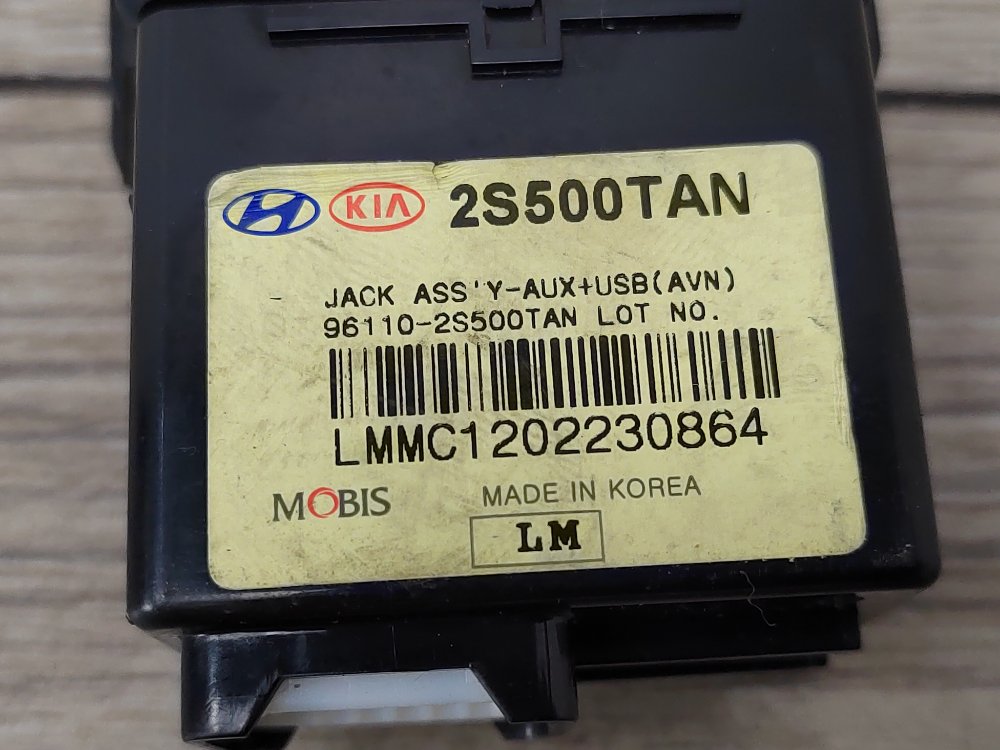 KIA 2S500TAN
JACK ASS'Y-AUX+USB(AVN)
96110-2S500TAN LOT NO.
LMMC1202230864
MOBIS MADE IN KOREA
LM